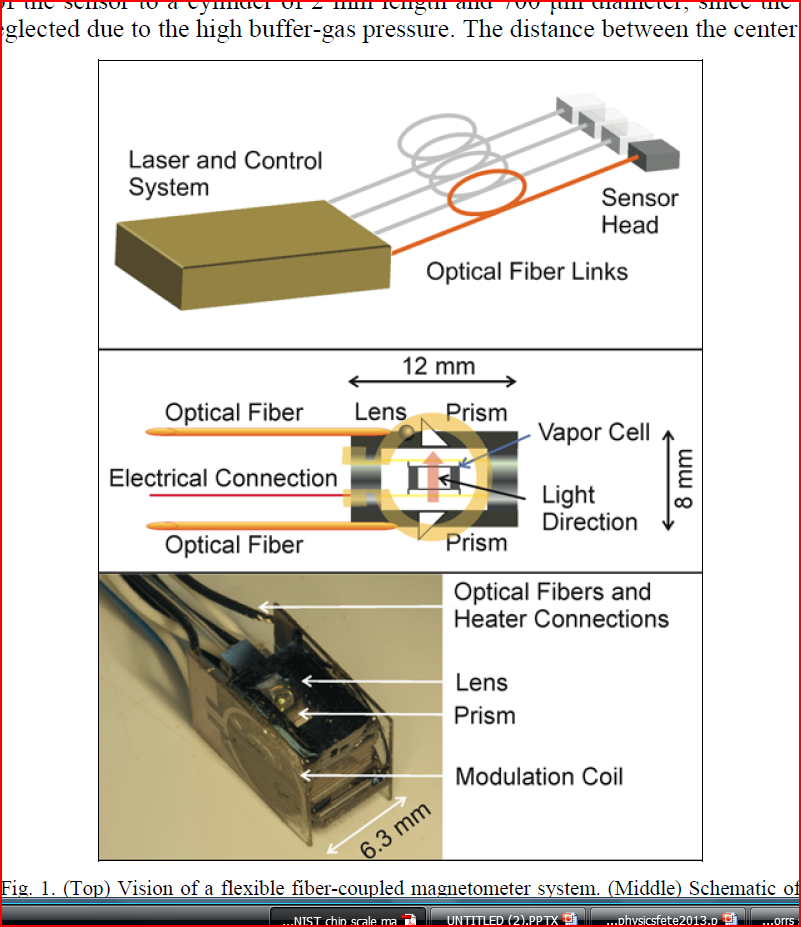 of the sensor to a cylinder of 2 mm length and 700 µm diameter, since the
eglected due to the high buffer-gas pressure. The distance between the center
Laser and Control
System
Sensor
Head
Optical Fiber Links
12 mm
Optical Fiber
Lens
Prism
Vapor Cell
8 mm
Electrical Connection
Light
Direction
Optical Fiber
Prism
Optical Fibers and
Heater Connections
Lens
Prism
Modulation Coil
6.3 mm
Fig. 1. (Top) Vision of a flexible fiber-coupled magnetometer system. (Middle) Schematic of
...NIST chip scale ma
UNTITLED (2).PPTX
...physicsfete2013.p
...orrs